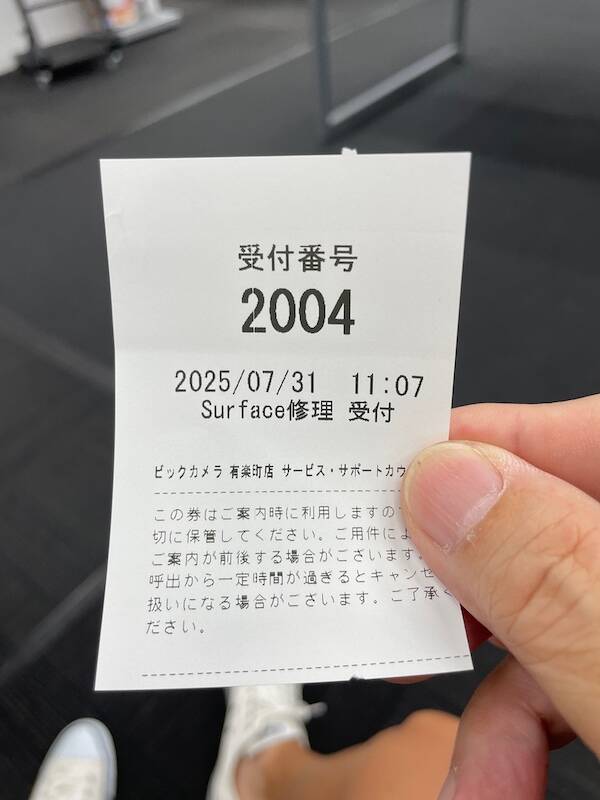 受付番号
2004
2025/07/31 11:07
Surface修理 受付
ビックカメラ 有楽町店 サービス・サポートカウ
この券はご案内時に利用しますので
切に保管してください。ご用件によ
ご案内が前後する場合がございます。
呼出から一定時間が過ぎるとキャンセ
扱いになる場合がございます。ご了承く
ださい。